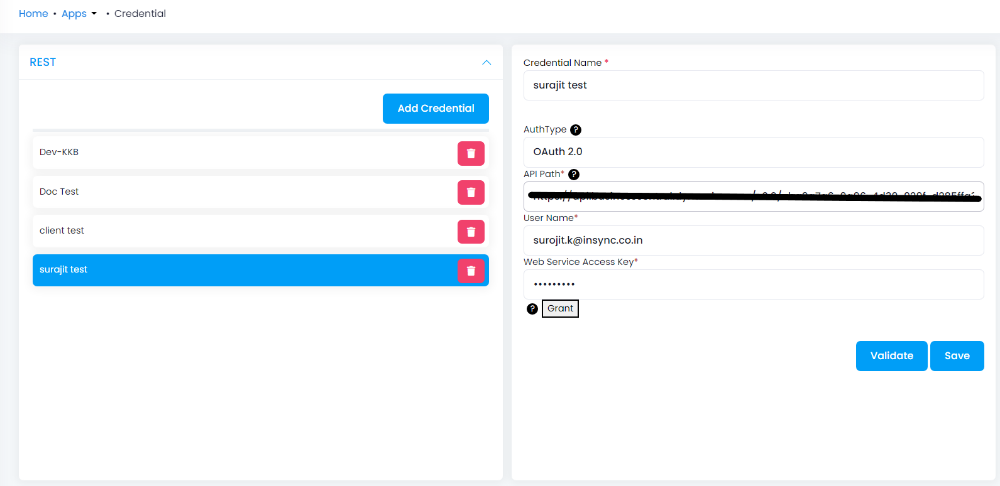 Home • Apps • Credential
REST
Add Credential
Dev-KKB
Doc Test
client test
surajit test
Credential Name *
surajit test
AuthType ?
OAuth 2.0
API Path* ?
User Name*
surojit.k@insync.co.in
Web Service Access Key*
•••••••••
? Grant
Validate Save